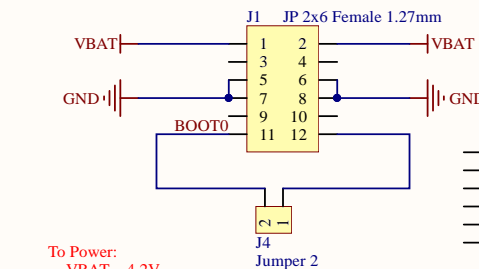 J1 JP 2x6 Female 1.27mm
VBAT 1 2 VBAT
3 4
5 6
GND 7 8 GND
9 10
BOOT0 11 12
2 1
J4
Jumper 2
To Power: